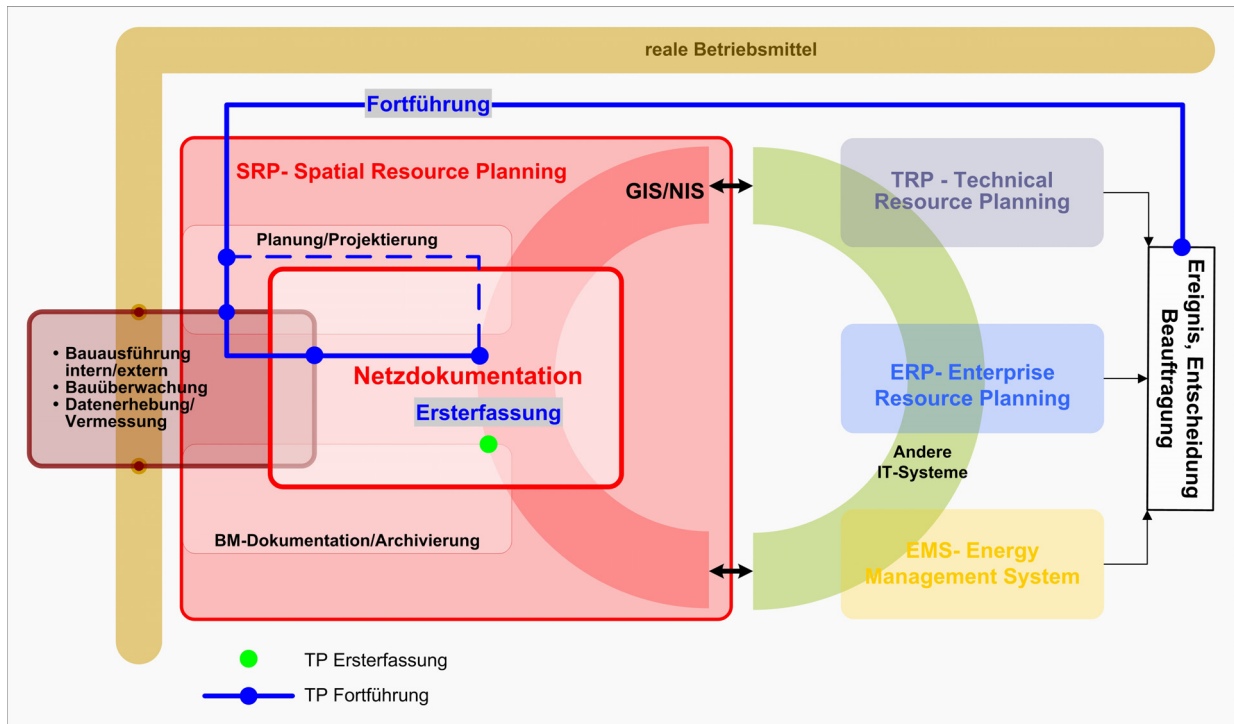 reale Betriebsmittel
Fortführung
SRP- Spatial Resource Planning
GIS/NIS
TRP - Technical
Resource Planning
Planung/Projektierung
Ereignis, Entscheidung
Beauftragung
• Bauausführung
intern/extern
• Bauüberwachung
• Datenerhebung/
Vermessung
Netzdokumentation
Ersterfassung
ERP- Enterprise
Resource Planning
Andere
IT-Systeme
BM-Dokumentation/Archivierung
EMS- Energy
Management System
TP Ersterfassung
TP Fortführung